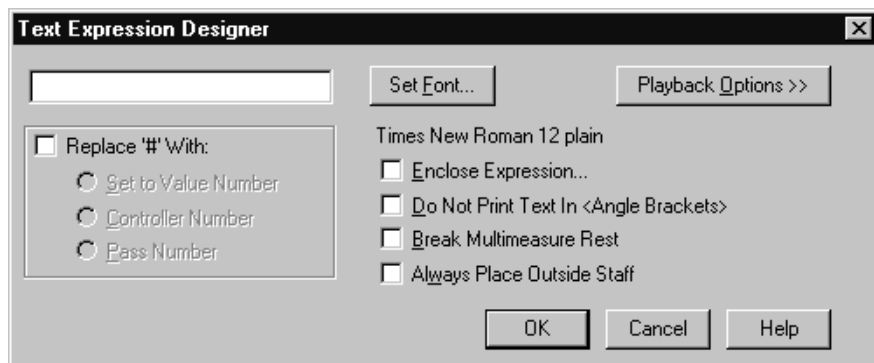 Text Expression Designer
Set Font...
Playback Options >>
Replace '#' With:
Set to Value Number
Controller Number
Pass Number
Times New Roman 12 plain
Enclose Expression...
Do Not Print Text In <Angle Brackets>
Break Multimeasure Rest
Always Place Outside Staff
OK
Cancel
Help